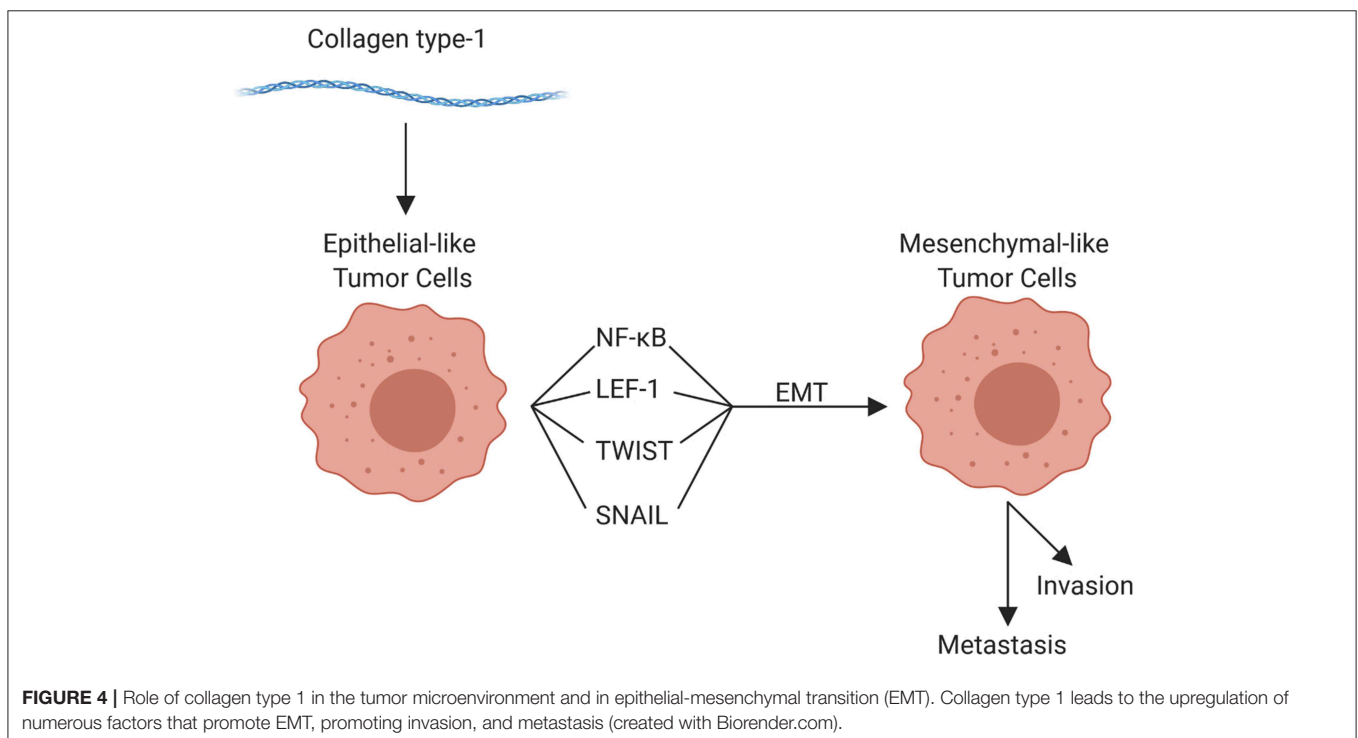 Collagen type-1
Epithelial-like
Tumor Cells
Mesenchymal-like
Tumor Cells
NF-κB
LEF-1
TWIST
SNAIL
EMT
Invasion
Metastasis
FIGURE 4 | Role of collagen type 1 in the tumor microenvironment and in epithelial-mesenchymal transition (EMT). Collagen type 1 leads to the upregulation of
numerous factors that promote EMT, promoting invasion, and metastasis (created with Biorender.com).